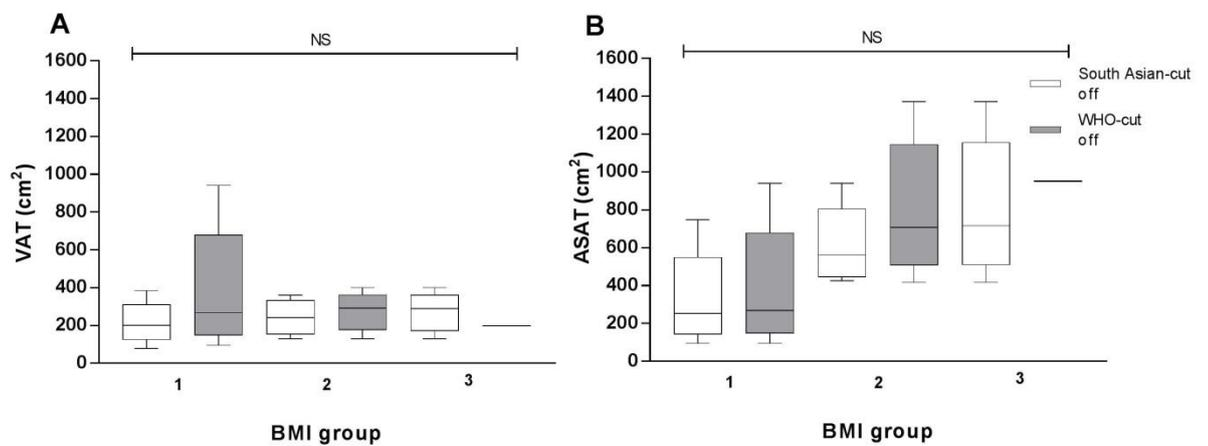 A
NS
1600
1400
1200
1000
800
600
400
200
0
VAT (cm²)
1
2
3
BMI group
B
NS
1600
1400
1200
1000
800
600
400
200
0
ASAT (cm²)
1
2
3
BMI group
South Asian-cut
off
WHO-cut
off